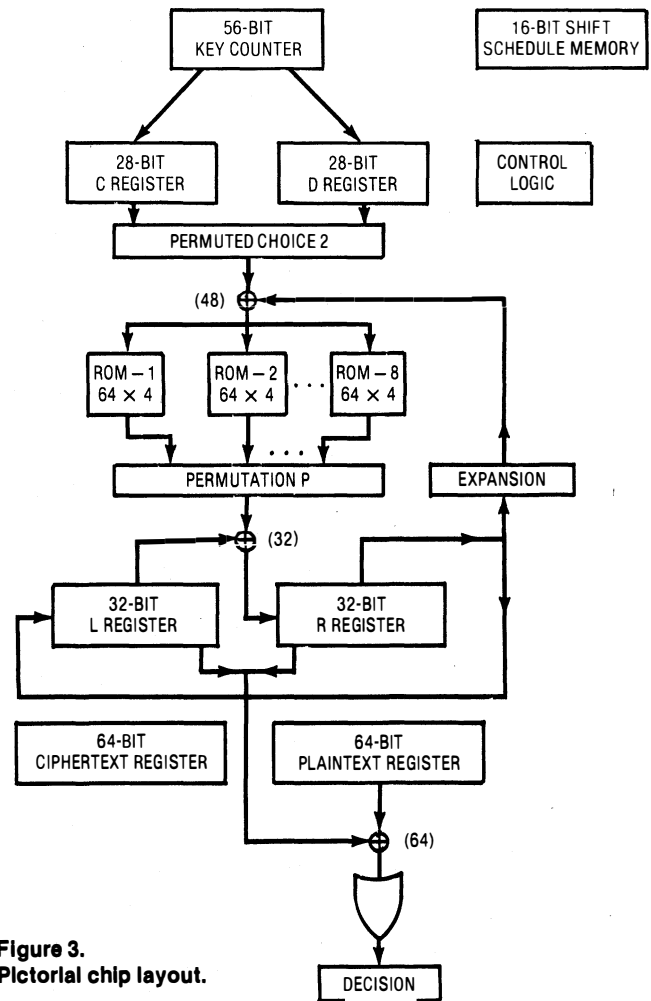 56-BIT
KEY COUNTER
16-BIT SHIFT
SCHEDULE MEMORY
28-BIT
C REGISTER
28-BIT
D REGISTER
CONTROL
LOGIC
PERMUTED CHOICE 2
(48)
ROM – 1
64 × 4
ROM – 2
64 × 4
. . .
ROM – 8
64 × 4
. . .
PERMUTATION P
EXPANSION
(32)
32-BIT
L REGISTER
32-BIT
R REGISTER
64-BIT
CIPHERTEXT REGISTER
64-BIT
PLAINTEXT REGISTER
(64)
Figure 3.
Pictorial chip layout.
DECISION